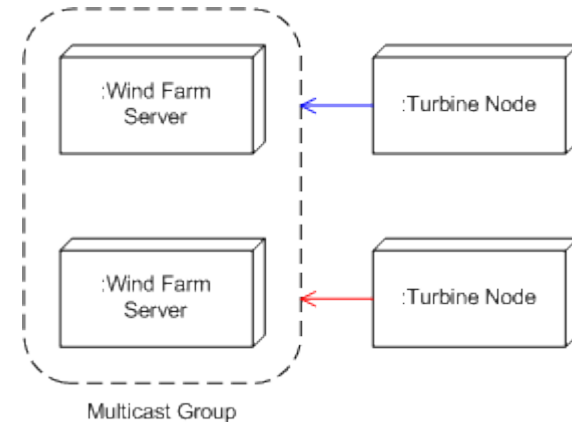 :Wind Farm
Server
:Turbine Node
:Wind Farm
Server
:Turbine Node
Multicast Group